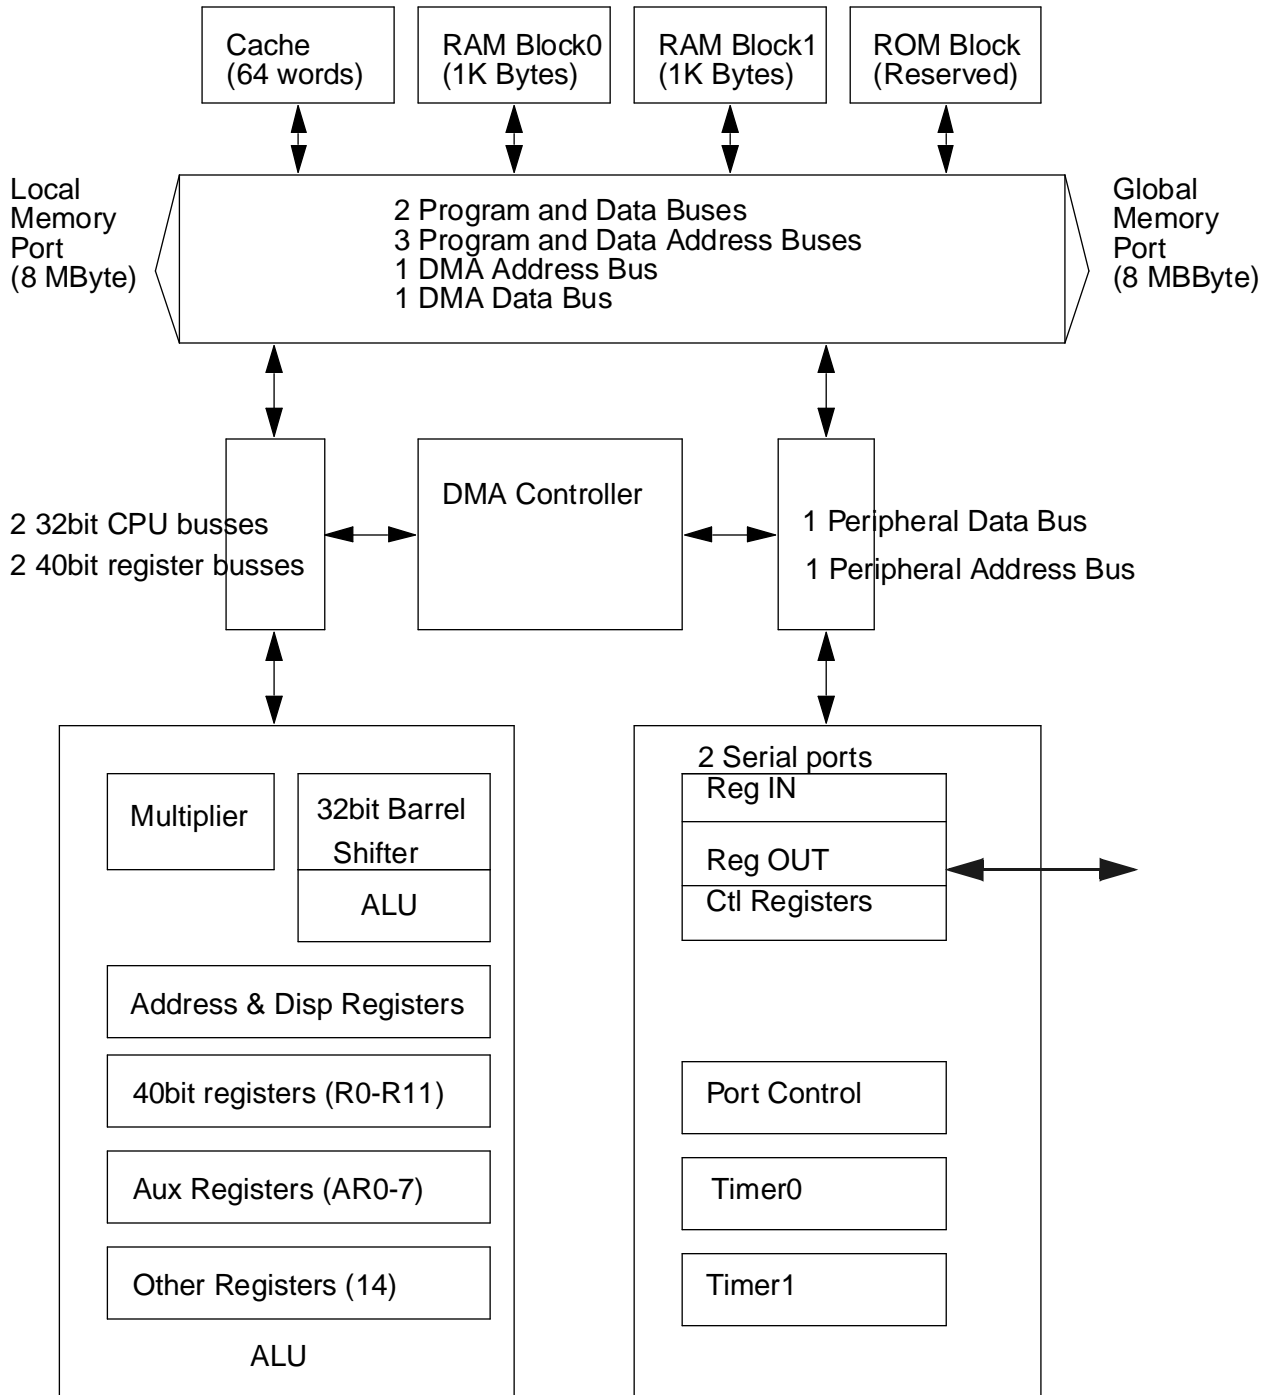 Cache
(64 words)
RAM Block0
(1K Bytes)
RAM Block1
(1K Bytes)
ROM Block
(Reserved)
Local
Memory
Port
(8 MByte)
2 Program and Data Buses
3 Program and Data Address Buses
1 DMA Address Bus
1 DMA Data Bus
Global
Memory
Port
(8 MBByte)
2 32bit CPU busses
2 40bit register busses
DMA Controller
1 Peripheral Data Bus
1 Peripheral Address Bus
Multiplier
32bit Barrel
Shifter
ALU
Address & Disp Registers
40bit registers (R0-R11)
Aux Registers (AR0-7)
Other Registers (14)
ALU
2 Serial ports
Reg IN
Reg OUT
Ctl Registers
Port Control
Timer0
Timer1